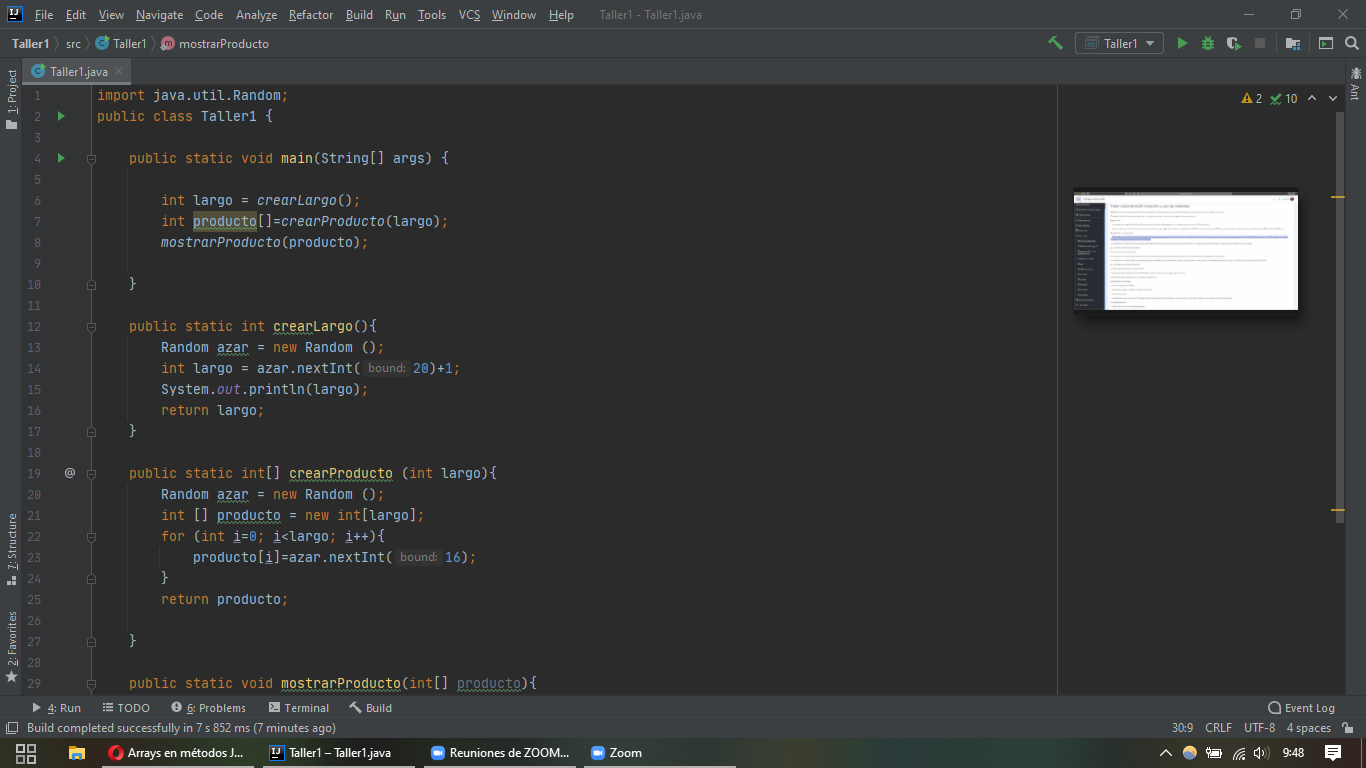 File Edit View Navigate Code Analyze Refactor Build Run Tools VCS Window Help Taller1 - Taller1.java
Taller1 src Taller1 mostrarProducto Taller1
1: Project
Taller1.java
Ant
2 10
1 import java.util.Random;
2 public class Taller1 {
3
4 public static void main(String[] args) {
5
6 int largo = crearLargo();
7 int producto[]=crearProducto(largo);
8 mostrarProducto(producto);
9
10 }
11
12 public static int crearLargo(){
13 Random azar = new Random ();
14 int largo = azar.nextInt( bound: 20)+1;
15 System.out.println(largo);
16 return largo;
17 }
18
19 @ public static int[] crearProducto (int largo){
20 Random azar = new Random ();
21 int [] producto = new int[largo];
22 for (int i=0; i<largo; i++){
23 producto[i]=azar.nextInt( bound: 16);
24 }
25 return producto;
26
27 }
28
29 public static void mostrarProducto(int[] producto){
7: Structure
2: Favorites
4: Run TODO 6: Problems Terminal Build Event Log
Build completed successfully in 7 s 852 ms (7 minutes ago) 30:9 CRLF UTF-8 4 spaces
Arrays en métodos J... Taller1 – Taller1.java Reuniones de ZOOM... Zoom 9:48